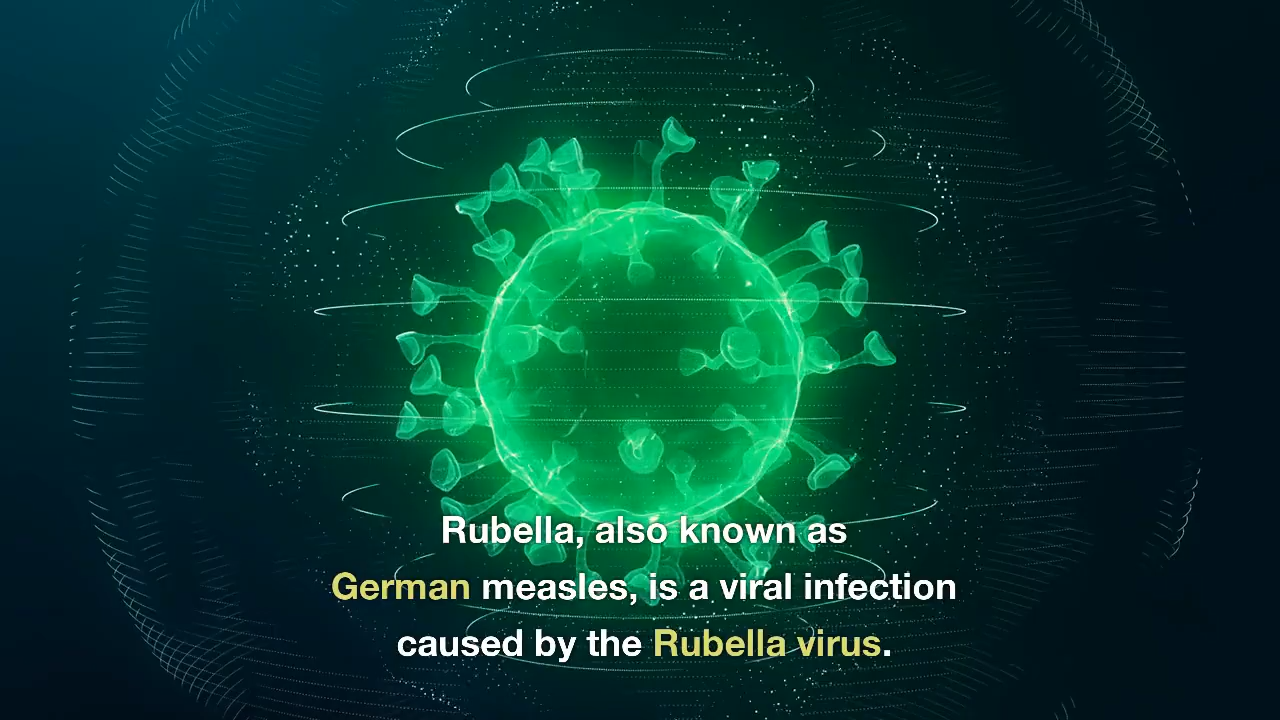 Rubella, also known as
German measles, is a viral infection
caused by the Rubella virus.